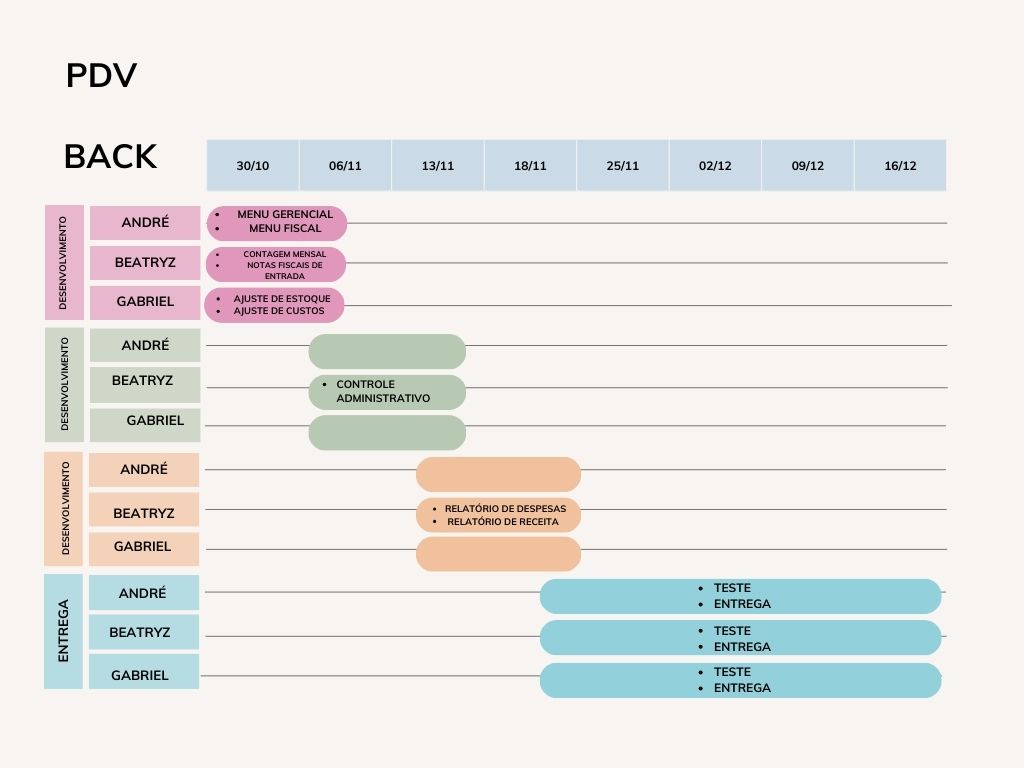 PDV
BACK
30/10 06/11 13/11 18/11 25/11 02/12 09/12 16/12
DESENVOLVIMENTO
ANDRÉ
• MENU GERENCIAL
• MENU FISCAL
BEATRYZ
• CONTAGEM MENSAL
• NOTAS FISCAIS DE
ENTRADA
GABRIEL
• AJUSTE DE ESTOQUE
• AJUSTE DE CUSTOS
DESENVOLVIMENTO
ANDRÉ
BEATRYZ
• CONTROLE
ADMINISTRATIVO
GABRIEL
DESENVOLVIMENTO
ANDRÉ
BEATRYZ
• RELATÓRIO DE DESPESAS
• RELATÓRIO DE RECEITA
GABRIEL
ENTREGA
ANDRÉ
• TESTE
• ENTREGA
BEATRYZ
• TESTE
• ENTREGA
GABRIEL
• TESTE
• ENTREGA